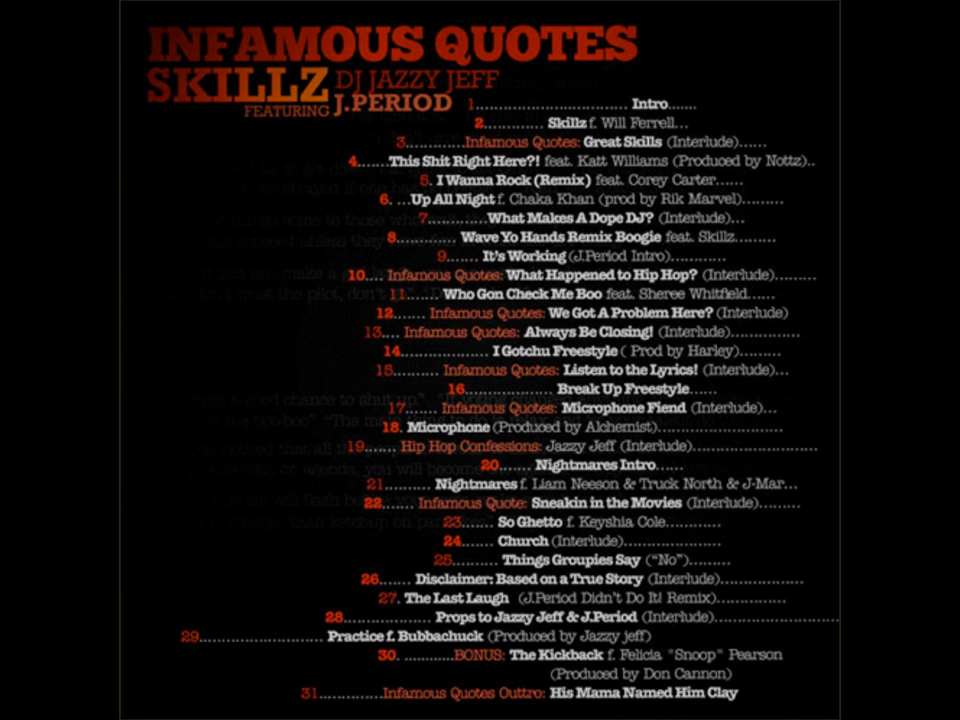 INFAMOUS QUOTES
SKILLZ DJ JAZZY JEFF
FEATURING J.PERIOD
1................................ Intro.......
2............. Skillz f. Will Ferrell...
3.............Infamous Quotes: Great Skills (Interlude)......
4.......This Shit Right Here?! feat. Katt Williams (Produced by Nottz)..
5. I Wanna Rock (Remix) feat. Corey Carter......
6. ...Up All Night f. Chaka Khan (prod by Rik Marvel).........
7.............What Makes A Dope DJ? (Interlude)...
8............. Wave Yo Hands Remix Boogie feat. Skillz.........
9........ It's Working (J.Period Intro)............
10.... Infamous Quotes: What Happened to Hip Hop? (Interlude).........
11....... Who Gon Check Me Boo feat. Sheree Whitfield......
12....... Infamous Quotes: We Got A Problem Here? (Interlude)
13.... Infamous Quotes: Always Be Closing! (Interlude)...............
14................... I Gotchu Freestyle ( Prod by Harley).........
15.......... Infamous Quotes: Listen to the Lyrics! (Interlude)...
16.................... Break Up Freestyle......
17....... Infamous Quotes: Microphone Fiend (Interlude)...
18. Microphone (Produced by Alchemist)...........................
19........ Hip Hop Confessions: Jazzy Jeff (Interlude)...........................
20........ Nightmares Intro......
21.......... Nightmares f. Liam Neeson & Truck North & J-Mar...
22....... Infamous Quote: Sneakin in the Movies (Interlude).........
23....... So Ghetto f. Keyshia Cole............
24....... Church (Interlude).....................
25.......... Things Groupies Say ("No").........
26....... Disclaimer: Based on a True Story (Interlude)..................
27. The Last Laugh (J.Period Didn't Do It! Remix)...............
28................... Props to Jazzy Jeff & J.Period (Interlude)...........................
29.......................... Practice f. Bubbachuck (Produced by Jazzy jeff)
30. ............BONUS: The Kickback f. Felicia "Snoop" Pearson
(Produced by Don Cannon)
31..............Infamous Quotes Outtro: His Mama Named Him Clay